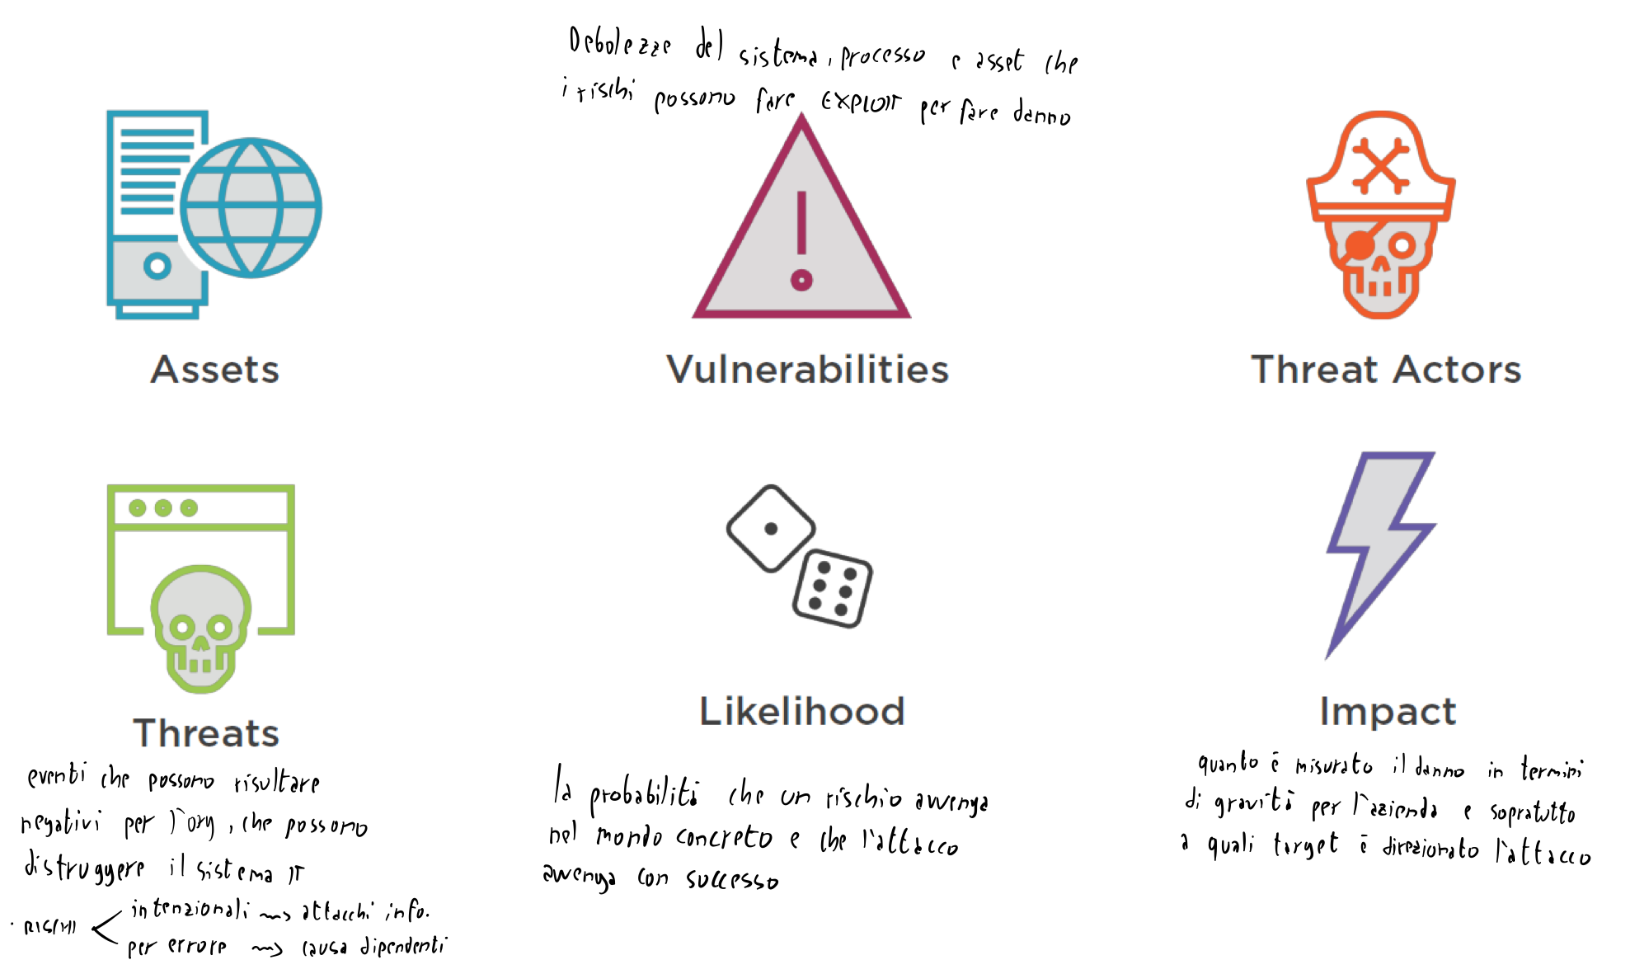 Debolezze del sistema, processo e asset che
i rischi possono fare EXPLOIT per fare danno
Assets
Vulnerabilities
Threat Actors
Threats
eventi che possono risultare
negativi per l'org, che possono
distruggere il sistema IT
· RISCHI
intenzionali ~> attacchi info.
per errore ~> causa dipendenti
Likelihood
la probabilità che un rischio avvenga
nel mondo concreto e che l'attacco
avvenga con successo
Impact
quanto è misurato il danno in termini
di gravità per l'azienda e sopratutto
a quali target è direzionato l'attacco